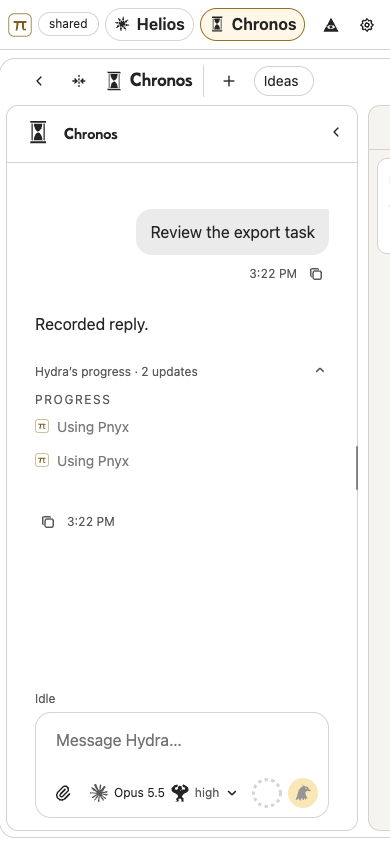 π
shared
Helios
Chronos
Chronos
Ideas
Chronos
Review the export task
3:22 PM
Recorded reply.
Hydra's progress · 2 updates
PROGRESS
π Using Pnyx
π Using Pnyx
3:22 PM
Idle
Message Hydra...
Opus 5.5 high